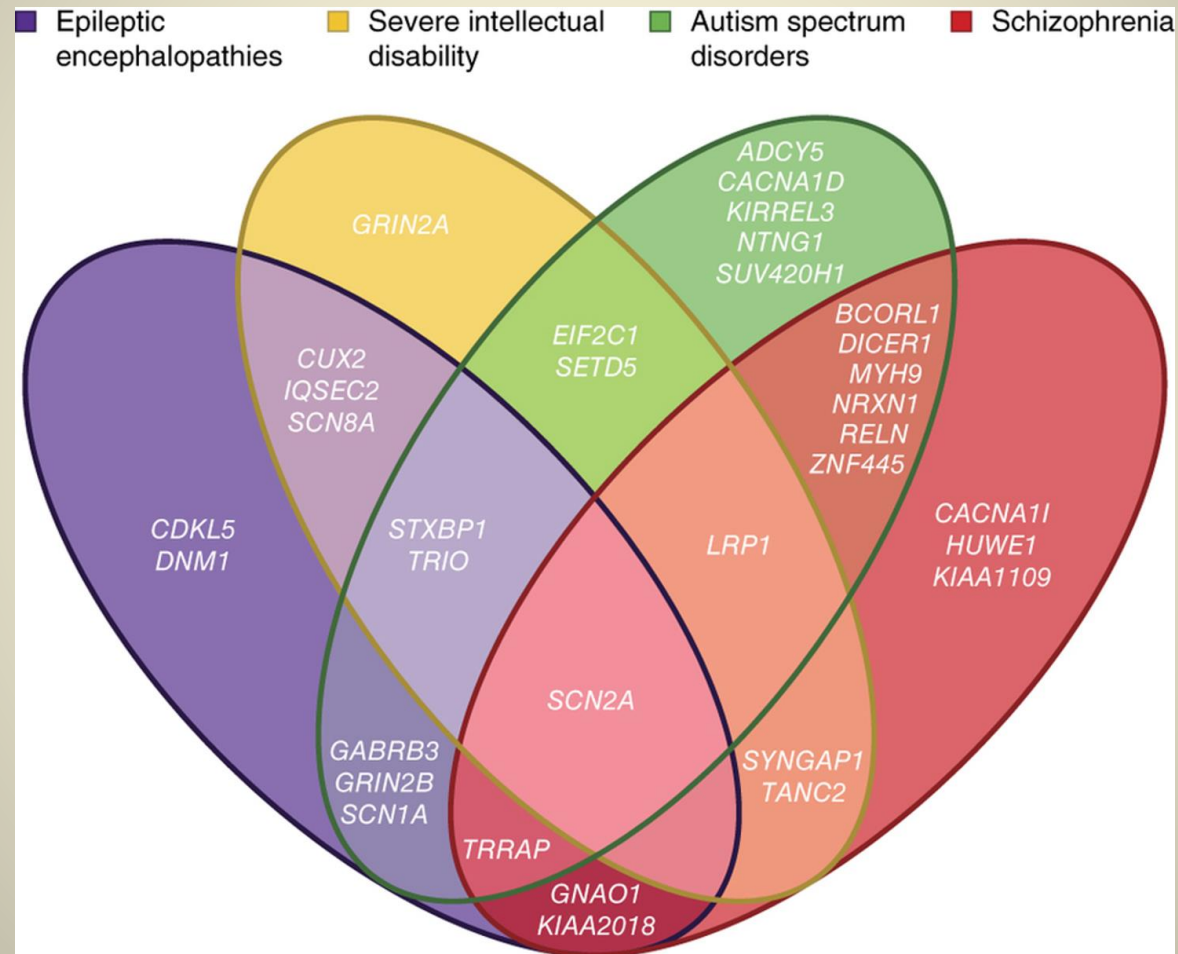 Epileptic
encephalopathies
Severe intellectual
disability
Autism spectrum
disorders
Schizophrenia
ADCY5
CACNA1D
KIRREL3
NTNG1
SUV420H1
GRIN2A
EIF2C1
SETD5
BCORL1
DICER1
MYH9
NRXN1
RELN
ZNF445
CUX2
IQSEC2
SCN8A
CDKL5
DNM1
STXBP1
TRIO
LRP1
CACNA1I
HUWE1
KIAA1109
SCN2A
GABRB3
GRIN2B
SCN1A
SYNGAP1
TANC2
TRRAP
GNAO1
KIAA2018